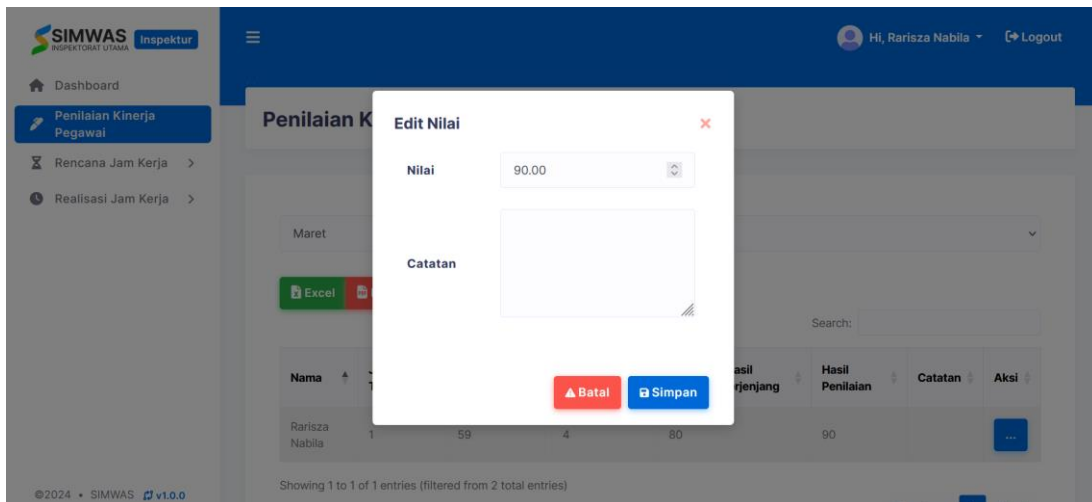 SIMWAS
INSPEKTORAT UTAMA
Inspektur
Hi, Rarisza Nabila
Logout
Dashboard
Penilaian Kinerja
Pegawai
Rencana Jam Kerja
Realisasi Jam Kerja
Penilaian K
Edit Nilai
Nilai
90.00
Catatan
Batal
Simpan
Maret
Excel
Search:
Nama
asil
rjenjang
Hasil
Penilaian
Catatan
Aksi
Rarisza
Nabila
1
59
4
80
90
...
Showing 1 to 1 of 1 entries (filtered from 2 total entries)
©2024 • SIMWAS v1.0.0